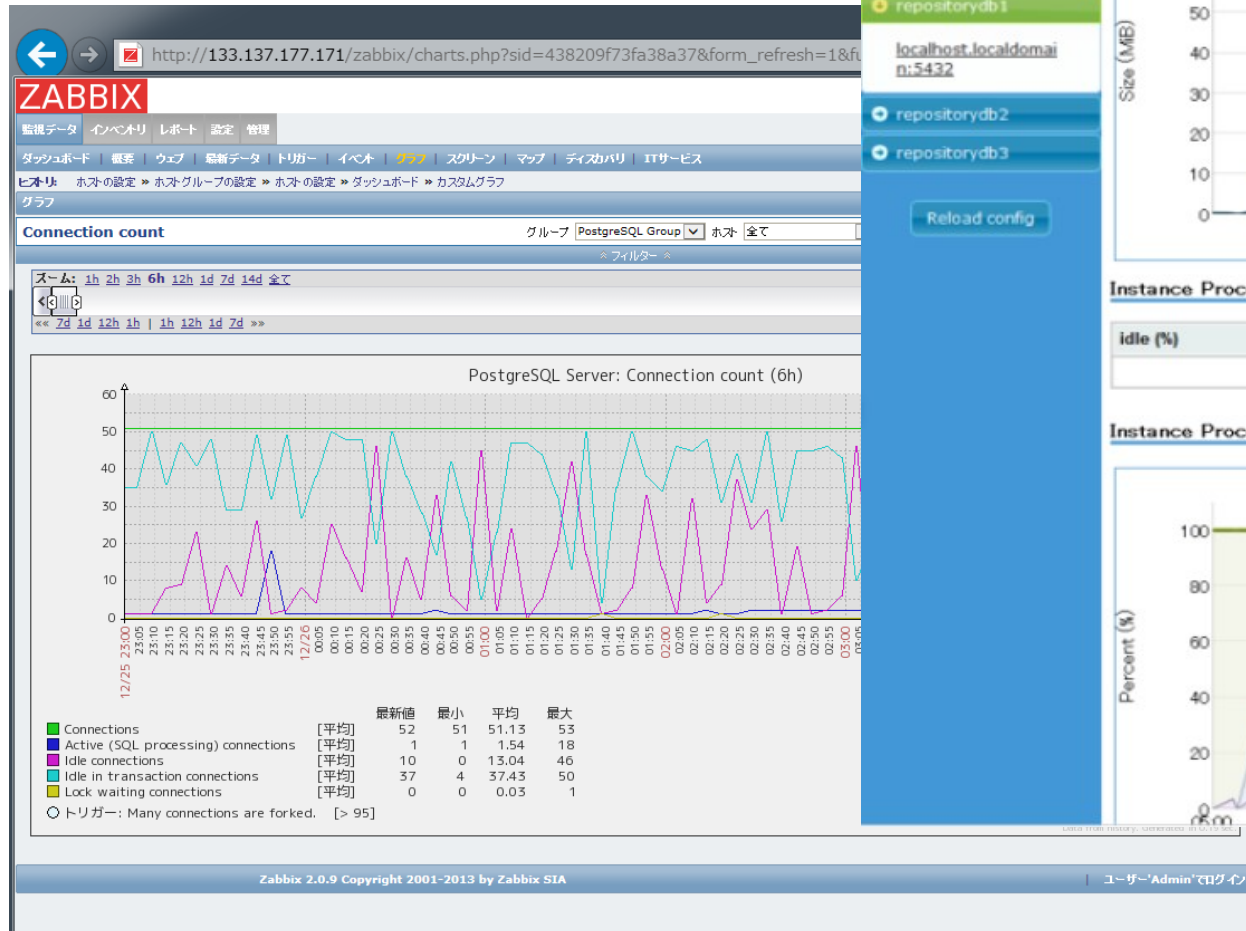 http://133.137.177.171/zabbix/charts.php?sid=438209f73fa38a37&form_refresh=1&fu
ZABBIX
監視データ インベントリ レポート 設定 管理
ダッシュボード | 概要 | ウェブ | 最新データ | トリガー | イベント | グラフ | スクリーン | マップ | ディスカバリ | ITサービス
ヒストリ: ホストの設定 » ホストグループの設定 » ホストの設定 » ダッシュボード » カスタムグラフ
グラフ
Connection count グループ PostgreSQL Group ホスト 全て
« フィルター «
ズーム: 1h 2h 3h 6h 12h 1d 7d 14d 全て
«« 7d 1d 12h 1h | 1h 12h 1d 7d »»
PostgreSQL Server: Connection count (6h)
60
50
40
30
20
10
0
12/25 23:00 23:05 23:10 23:15 23:20 23:25 23:30 23:35 23:40 23:45 23:50 23:55 12/26 00:05 00:10 00:15 00:20 00:25 00:30 00:35 00:40 00:45 00:50 00:55 01:00 01:05 01:10 01:15 01:20 01:25 01:30 01:35 01:40 01:45 01:50 01:55 02:00 02:05 02:10 02:15 02:20 02:25 02:30 02:35 02:40 02:45 02:50 02:55 03:00
最新値 最小 平均 最大
Connections [平均] 52 51 51.13 53
Active (SQL processing) connections [平均] 1 1 1.54 18
Idle connections [平均] 10 0 13.04 46
Idle in transaction connections [平均] 37 4 37.43 50
Lock waiting connections [平均] 0 0 0.03 1
トリガー: Many connections are forked. [> 95]
Zabbix 2.0.9 Copyright 2001-2013 by Zabbix SIA | ユーザー'Admin'でログイン
repositorydb1
localhost.localdomai
n:5432
repositorydb2
repositorydb3
Reload config
Size (MiB)
50
40
30
20
10
0
Instance Proc
idle (%)
Instance Proc
Percent (%)
100
80
60
40
20
0
05:00